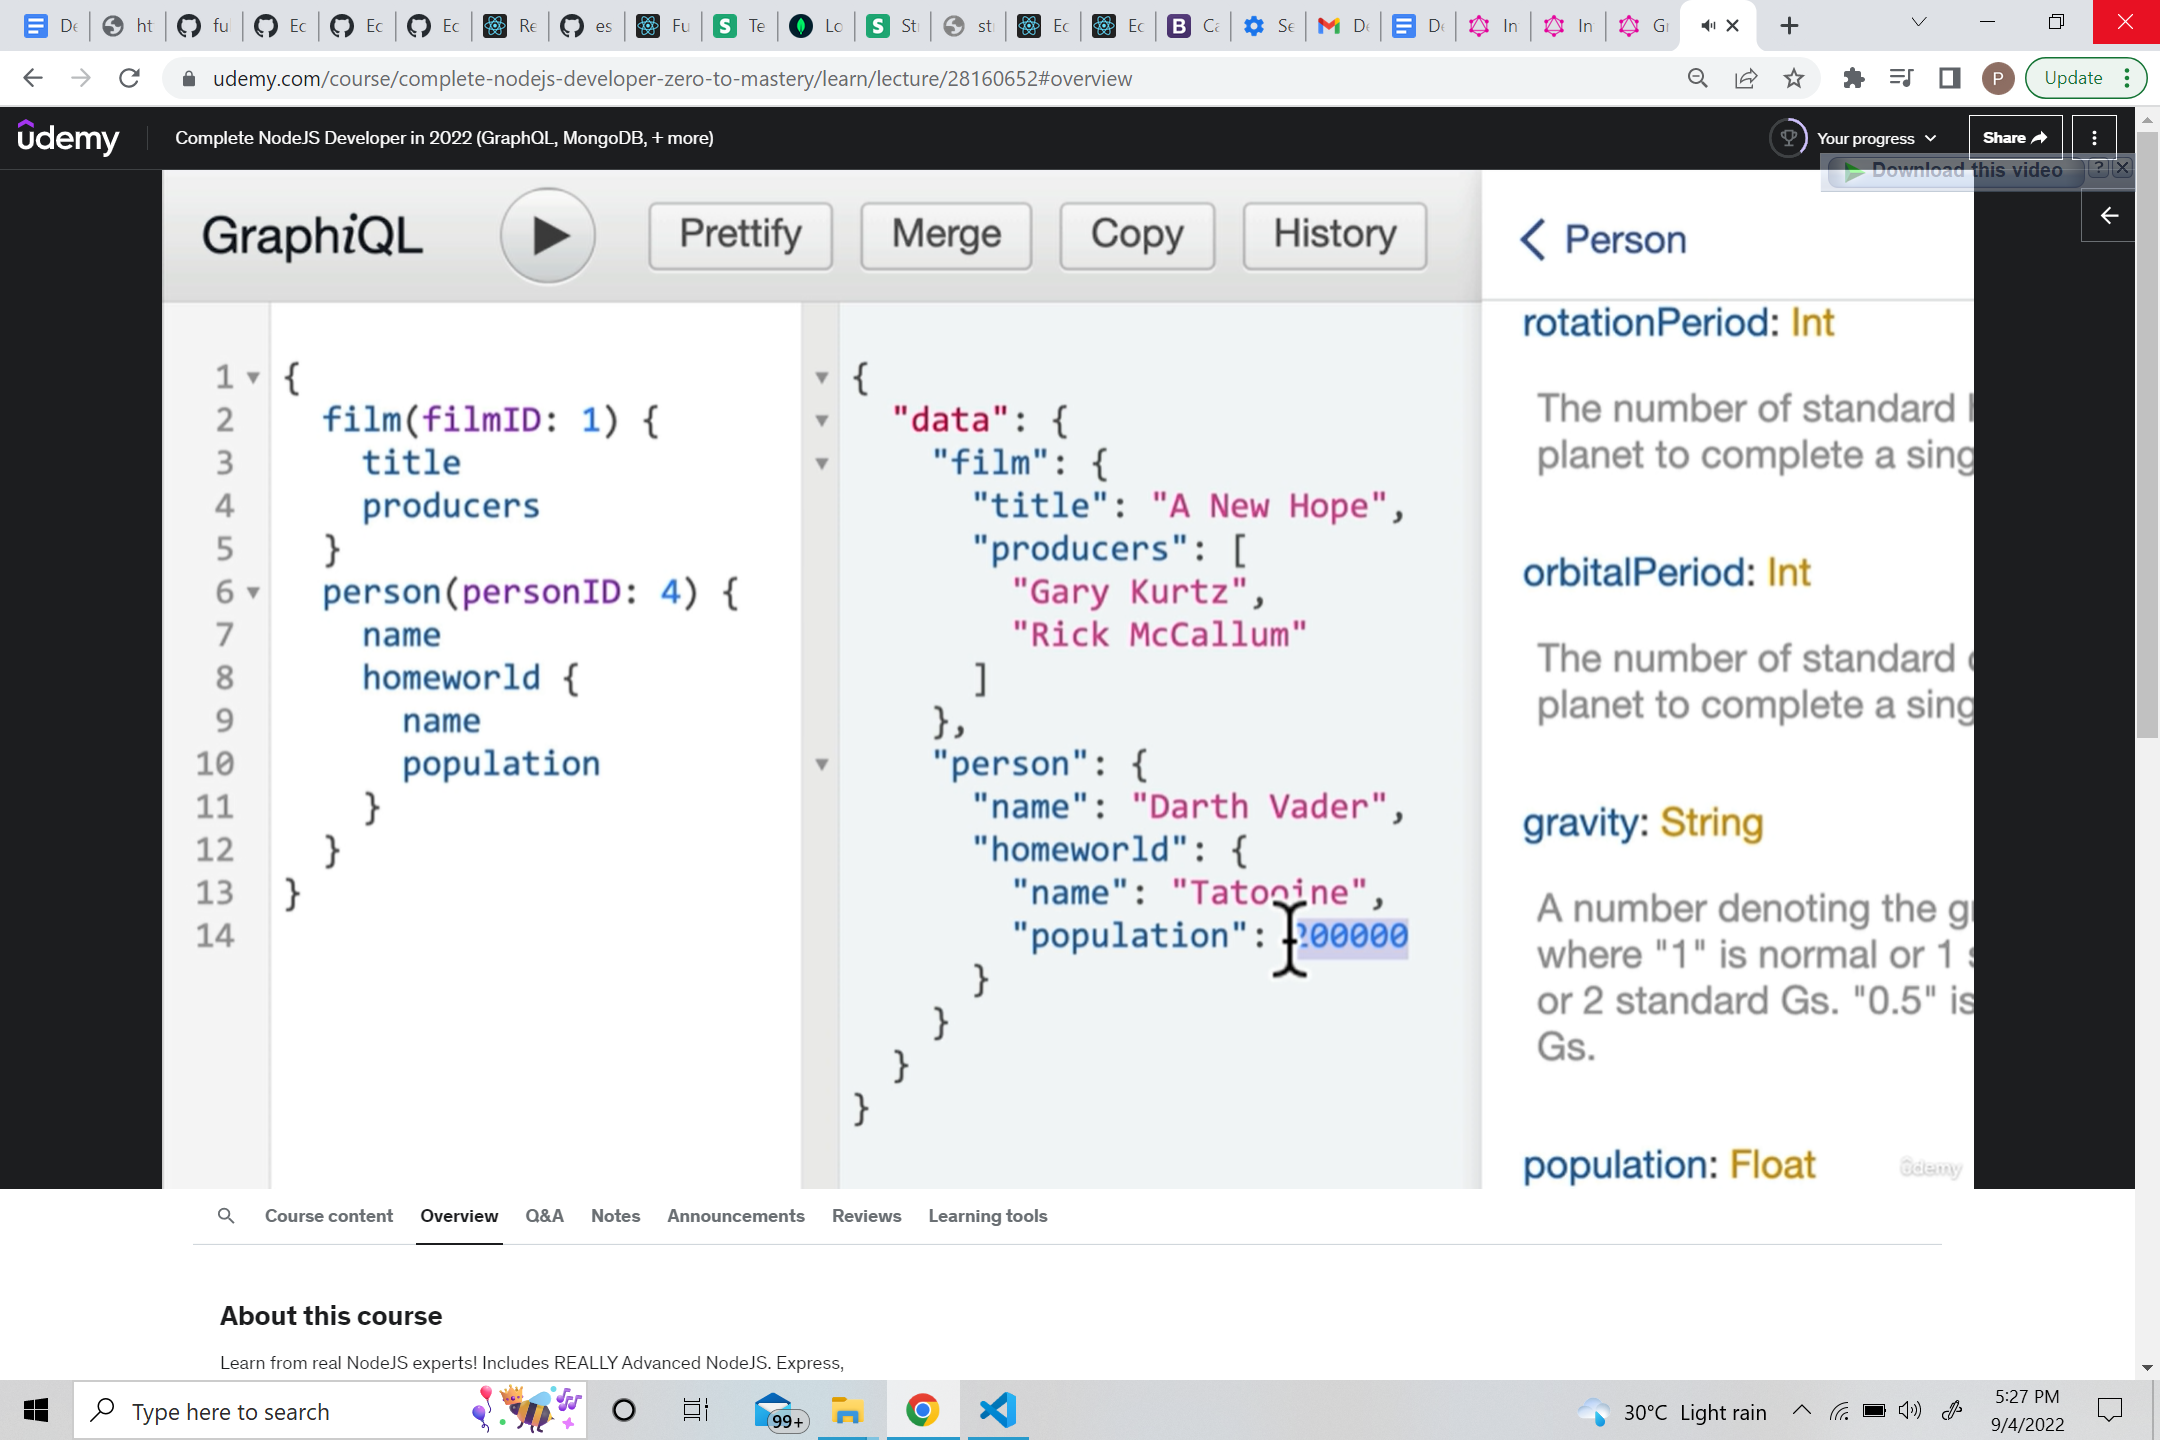 De
ht
fu
Ec
Ec
Ec
Re
es
Fu
Te
Lo
St
st
Ec
Ec
Ca
Se
De
De
In
In
Gr
udemy.com/course/complete-nodejs-developer-zero-to-mastery/learn/lecture/28160652#overview
P
Update
udemy
Complete NodeJS Developer in 2022 (GraphQL, MongoDB, + more)
Your progress
Share
Download this video
?
GraphiQL
Prettify
Merge
Copy
History
1 {
2 film(filmID: 1) {
3 title
4 producers
5 }
6 person(personID: 4) {
7 name
8 homeworld {
9 name
10 population
11 }
12 }
13 }
14
{
"data": {
"film": {
"title": "A New Hope",
"producers": [
"Gary Kurtz",
"Rick McCallum"
]
},
"person": {
"name": "Darth Vader",
"homeworld": {
"name": "Tatooine",
"population": 200000
}
}
}
}
Person
rotationPeriod: Int
The number of standard
planet to complete a sing
orbitalPeriod: Int
The number of standard
planet to complete a sing
gravity: String
A number denoting the g
where "1" is normal or 1
or 2 standard Gs. "0.5" is
Gs.
population: Float
udemy
Course content
Overview
Q&A
Notes
Announcements
Reviews
Learning tools
About this course
Learn from real NodeJS experts! Includes REALLY Advanced NodeJS. Express,
Type here to search
99+
30°C Light rain
5:27 PM
9/4/2022